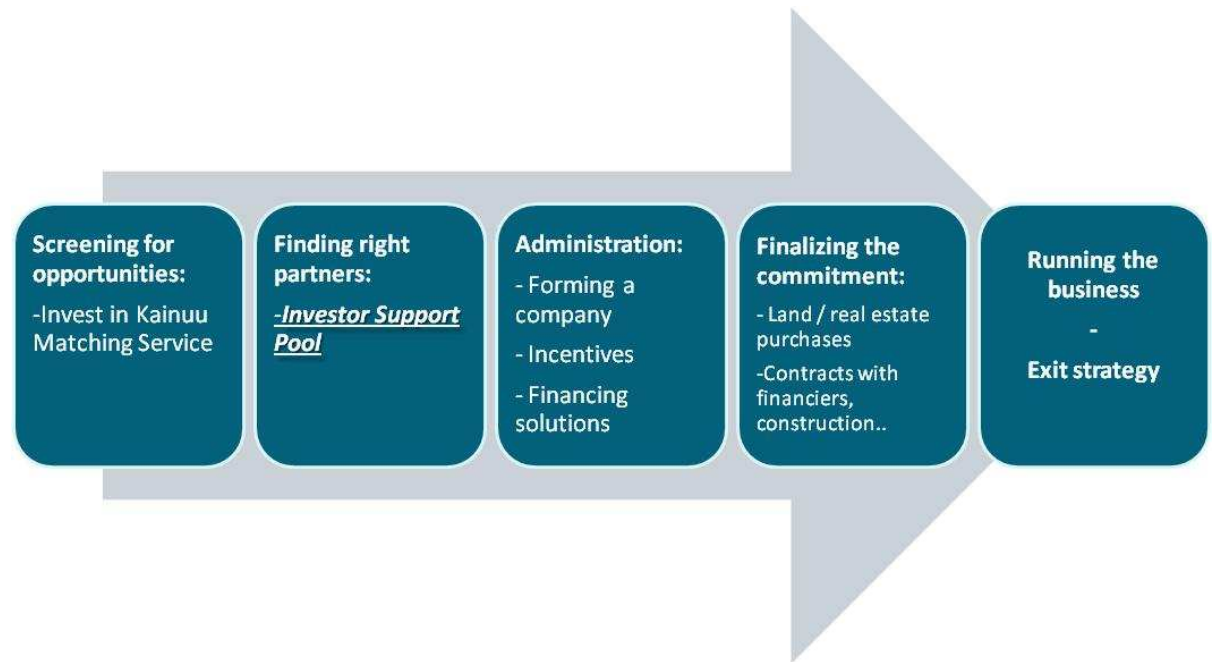 Screening for
opportunities:
-Invest in Kainuu
Matching Service
Finding right
partners:
-Investor Support
Pool
Administration:
- Forming a
company
- Incentives
- Financing
solutions
Finalizing the
commitment:
- Land / real estate
purchases
-Contracts with
financiers,
construction..
Running the
business
-
Exit strategy